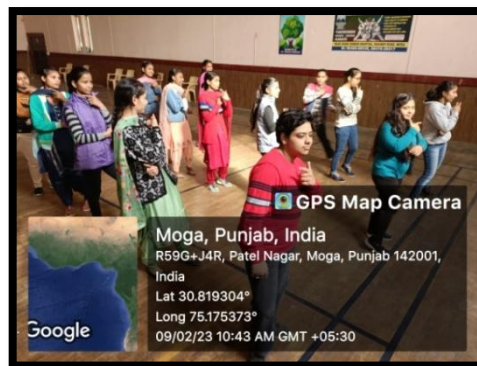 GPS Map Camera
Moga, Punjab, India
R59G+J4R, Patel Nagar, Moga, Punjab 142001,
India
Lat 30.819304°
Long 75.175373°
09/02/23 10:43 AM GMT +05:30
Google